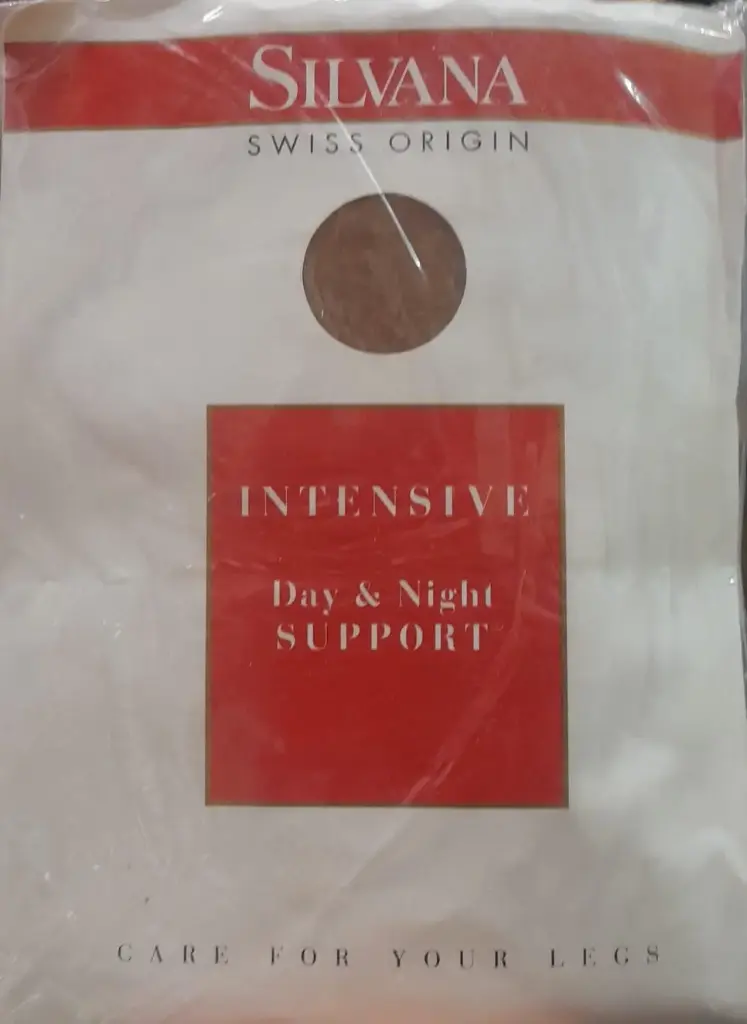 SILVANA
SWISS ORIGIN
INTENSIVE
Day & Night
SUPPORT
CARE FOR YOUR LEGS